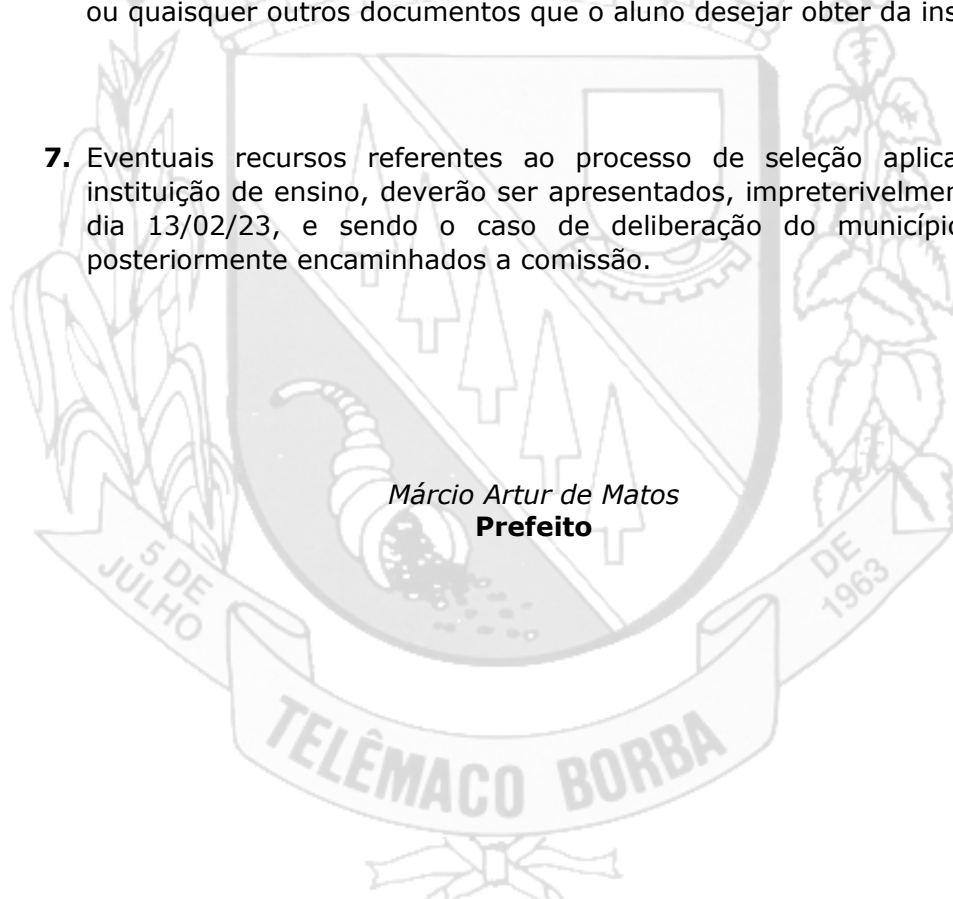 ou quaisquer outros documentos que o aluno desejar obter da ins
7. Eventuais recursos referentes ao processo de seleção aplica
instituição de ensino, deverão ser apresentados, impreterivelmen
dia 13/02/23, e sendo o caso de deliberação do município
posteriormente encaminhados a comissão.
Márcio Artur de Matos
Prefeito
5 DE
JULHO
DE
1963
TELÊMACO BORBA